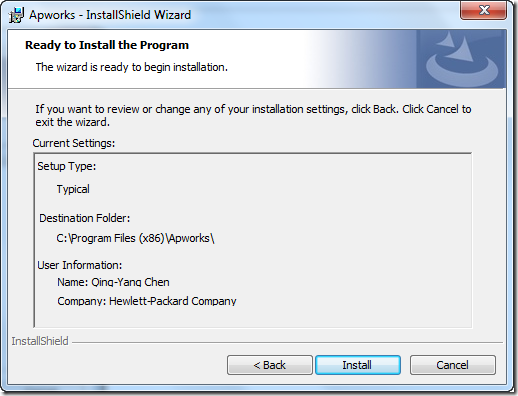 Apworks - InstallShield Wizard
Ready to Install the Program
The wizard is ready to begin installation.
If you want to review or change any of your installation settings, click Back. Click Cancel to
exit the wizard.
Current Settings:
Setup Type:
Typical
Destination Folder:
C:\Program Files (x86)\Apworks\
User Information:
Name: Qing-Yang Chen
Company: Hewlett-Packard Company
InstallShield
< Back
Install
Cancel